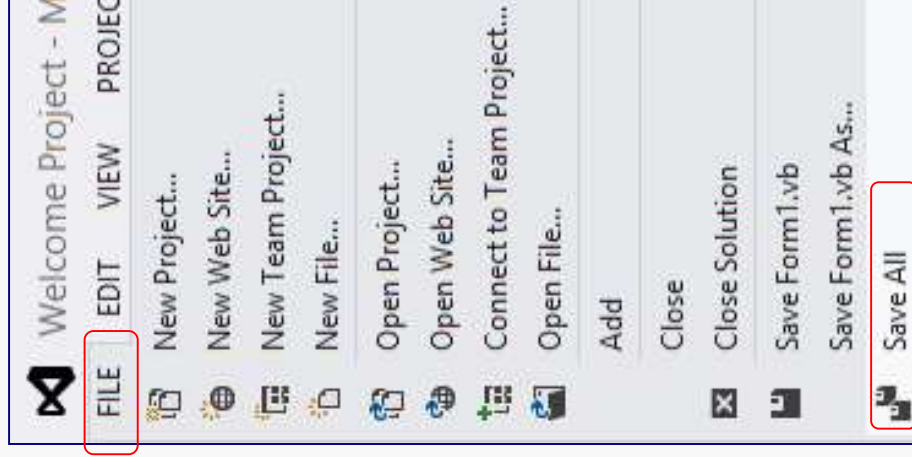 Welcome Project - M
FILE EDIT VIEW PROJEC
New Project...
New Web Site...
New Team Project...
New File...
Open Project...
Open Web Site...
Connect to Team Project...
Open File...
Add
Close
Close Solution
Save Form1.vb
Save Form1.vb As...
Save All